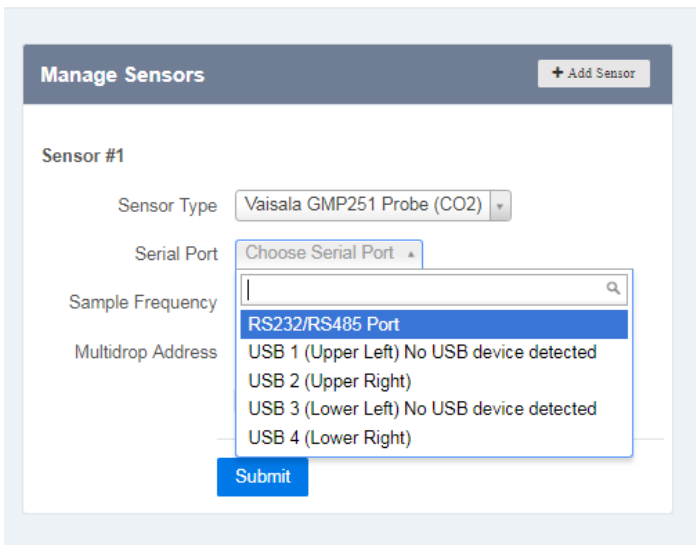 Manage Sensors
+ Add Sensor
Sensor #1
Sensor Type Vaisala GMP251 Probe (CO2)
Serial Port Choose Serial Port
Sample Frequency
RS232/RS485 Port
Multidrop Address
USB 1 (Upper Left) No USB device detected
USB 2 (Upper Right)
USB 3 (Lower Left) No USB device detected
USB 4 (Lower Right)
Submit